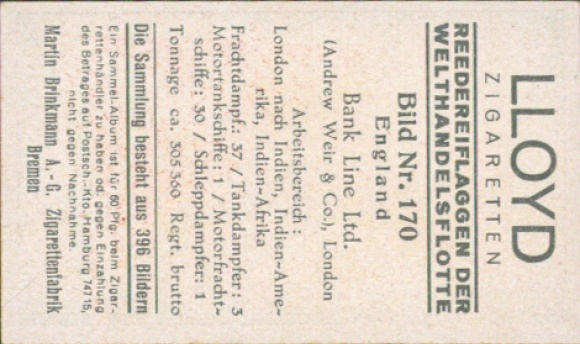 LLOYD
ZIGARETTEN
REEDEREIFLAGGEN DER
WELTHANDELSFLOTTE
Bild Nr. 170
England
Bank Line Ltd.
(Andrew Weir & Co.), London
Arbeitsbereich:
London nach Indien, Indien-Ame-
rika, Indien-Afrika
Frachtdampf.: 37 / Tankdampfer: 3
Motortankschiffe: 1 / Motorfracht-
schiffe: 30 / Schleppdampfer: 1
Tonnage ca. 305 360 Regt. brutto
Die Sammlung besteht aus 396 Bildern
Ein Sammel-Album ist für 60 Pfg. beim Zigar-
rettenhändler zu haben od. gegen Einzahlung
des Betrages auf Postsch.-Kto. Hamburg 74715,
nicht gegen Nachnahme.
Martin Brinkmann A.-G. Zigarettenfabrik
Bremen